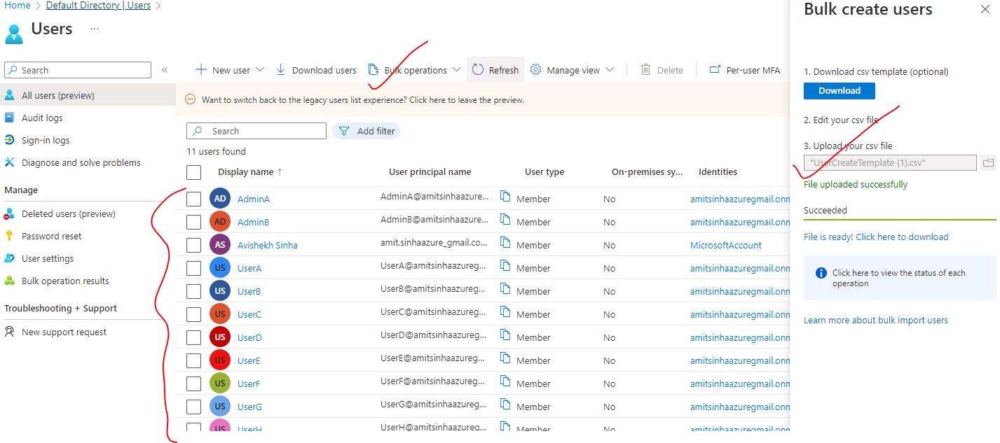 Home > Default Directory | Users >
Users ...
Search «
All users (preview)
Audit logs
Sign-in logs
Diagnose and solve problems
Manage
Deleted users (preview)
Password reset
User settings
Bulk operation results
Troubleshooting + Support
New support request
New user Download users Bulk operations Refresh Manage view Delete Per-user MFA
Want to switch back to the legacy users list experience? Click here to leave the preview.
Search Add filter
11 users found
Display name ↑ User principal name User type On-premises sy... Identities
AD AdminA AdminA@amitsinhaazure... Member No amitsinhaazuregmail.onm
AD AdminB AdminB@amitsinhaazure... Member No amitsinhaazuregmail.onm
AS Avishekh Sinha amit.sinhaazure_gmail.co... Member No MicrosoftAccount
US UserA UserA@amitsinhaazureg... Member No amitsinhaazuregmail.onm
US UserB UserB@amitsinhaazureg... Member No amitsinhaazuregmail.onm
US UserC UserC@amitsinhaazureg... Member No amitsinhaazuregmail.onm
US UserD UserD@amitsinhaazureg... Member No amitsinhaazuregmail.onm
US UserE UserE@amitsinhaazureg... Member No amitsinhaazuregmail.onm
US UserF UserF@amitsinhaazureg... Member No amitsinhaazuregmail.onm
US UserG UserG@amitsinhaazureg... Member No amitsinhaazuregmail.onm
US UserH UserH@amitsinhaazureg... Member No amitsinhaazuregmail.onm
Bulk create users
1. Download csv template (optional)
Download
2. Edit your csv file
3. Upload your csv file
"UserCreateTemplate (1).csv"
File uploaded successfully
Succeeded
File is ready! Click here to download
Click here to view the status of each
operation
Learn more about bulk import users